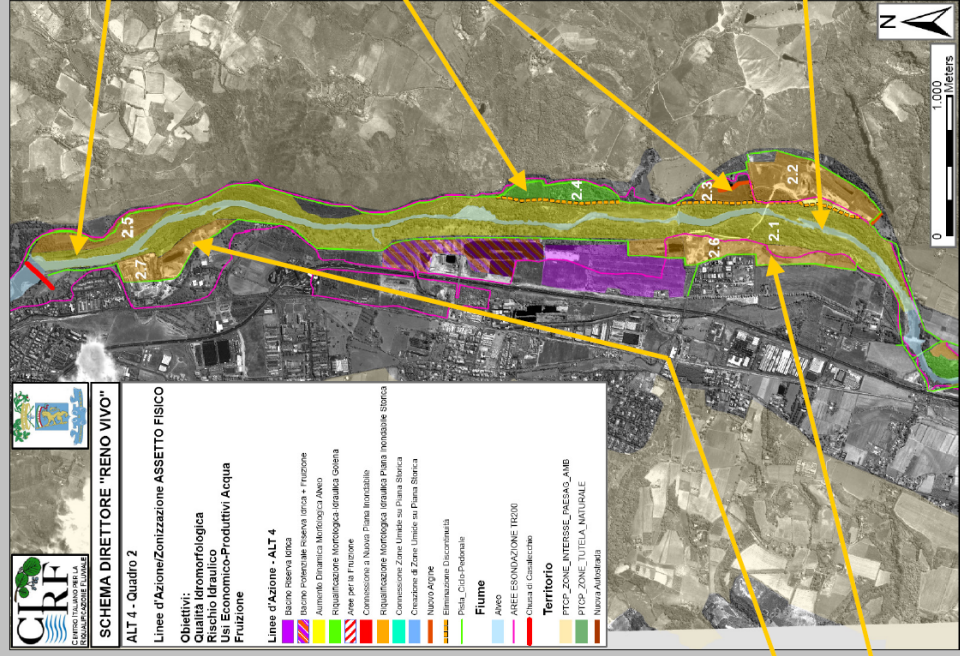 CIRF
CENTRO ITALIANO PER LA
RIQUALIFICAZIONE FLUVIALE
SCHEMA DIRETTORE "RENO VIVO"
ALT 4 - Quadro 2
Linee d'Azione/Zonizzazione ASSETTO FISICO
Obiettivi:
Qualità Idromorfologica
Rischio Idraulico
Usi Economico-Produttivi Acqua
Fruizione
Linee d'Azione - ALT 4
Bacino Riserva Idrica
Bacino Potenziale Riserva Idrica + Fruizione
Aumento Dinamica Morfologica Alveo
Riqualificazione Morfologica-Idraulica Golena
Aree per la Fruizione
Connessione a Nuova Piana Inondabile
Riqualificazione Morfologica Idraulica Piana Inondabile Storica
Connessione Zone Umide su Piana Storica
Creazione di Zone Umide su Piana Storica
Nuovo Argine
Eliminazione Discontinuità
Pista_Ciclo-Pedonale
Fiume
Alveo
AREE ESONDAZIONE TR200
Chiusa di Casalecchio
Territorio
PTCP_ZONE_INTERSSE_PAESAG_AMB
PTCP_ZONE_TUTELA_NATURALE
Nuova Autostrada
2.5
2.7
2.4
2.3
2.2
2.6
2.1
N
0
1.000
Meters